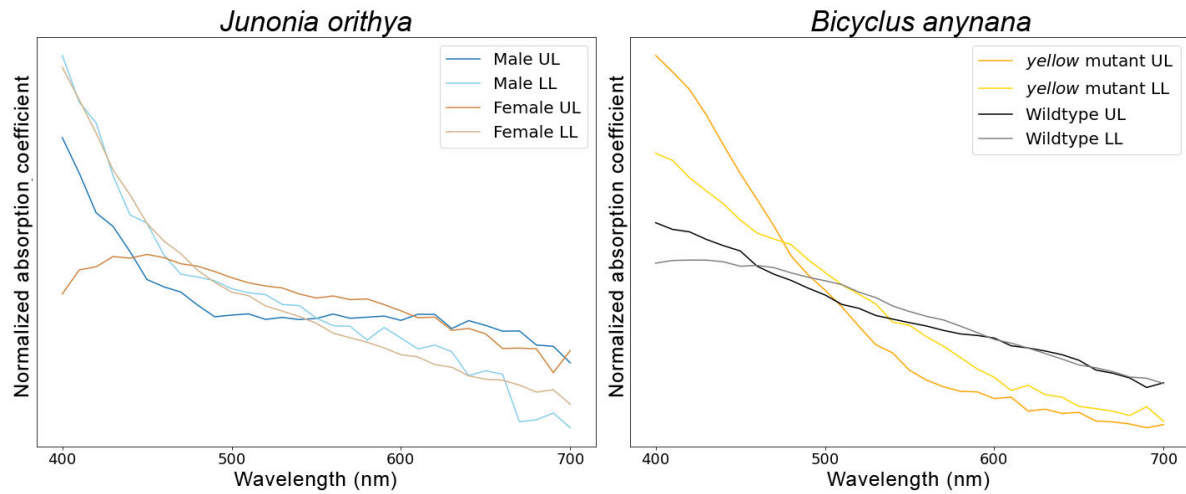 Junonia orithya
Normalized absorption coefficient
Male UL
Male LL
Female UL
Female LL
400
500
600
700
Wavelength (nm)
Bicyclus anynana
Normalized absorption coefficient
yellow mutant UL
yellow mutant LL
Wildtype UL
Wildtype LL
400
500
600
700
Wavelength (nm)